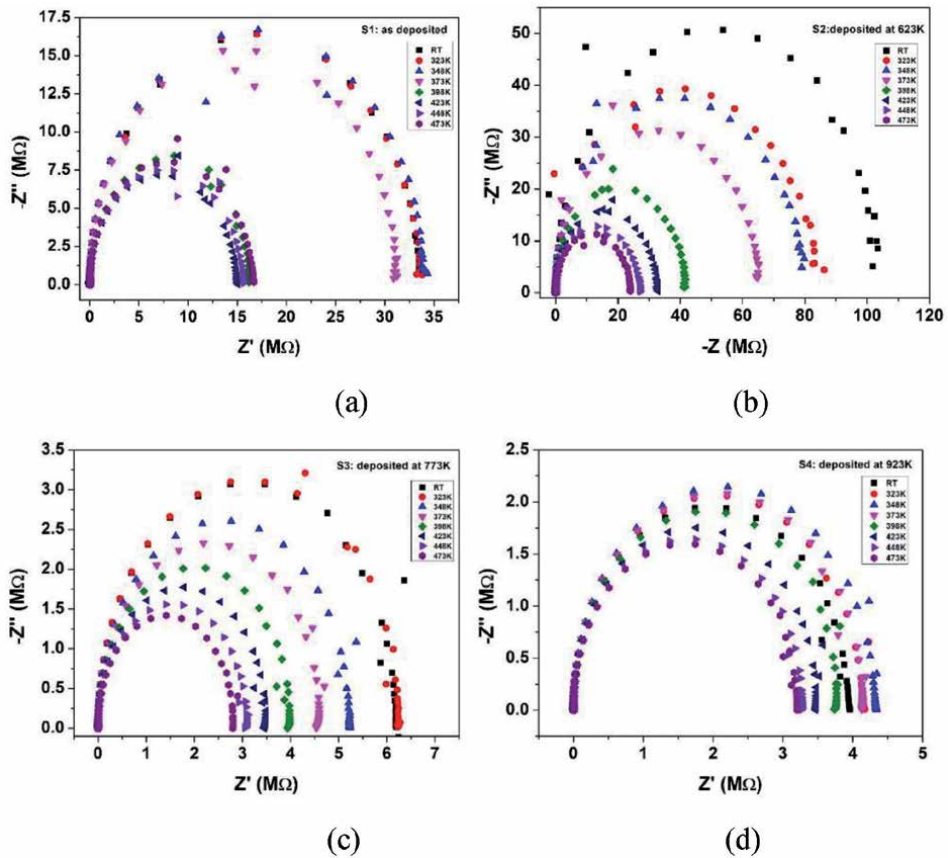 S1: as deposited
RT
323K
348K
373K
398K
423K
448K
473K
-Z'' (MΩ)
17.5
15.0
12.5
10.0
7.5
5.0
2.5
0.0
0 5 10 15 20 25 30 35 40
Z' (MΩ)
(a)
S2:deposited at 623K
RT
323K
348K
373K
398K
423K
448K
473K
-Z'' (MΩ)
50
40
30
20
10
0
0 20 40 60 80 100 120
-Z (MΩ)
(b)
S3: deposited at 773K
RT
323K
348K
373K
398K
423K
448K
473K
-Z'' (MΩ)
3.5
3.0
2.5
2.0
1.5
1.0
0.5
0.0
0 1 2 3 4 5 6 7
Z' (MΩ)
(c)
S4: deposited at 923K
RT
323K
348K
373K
398K
423K
448K
473K
-Z'' (MΩ)
2.5
2.0
1.5
1.0
0.5
0.0
0 1 2 3 4 5
Z' (MΩ)
(d)